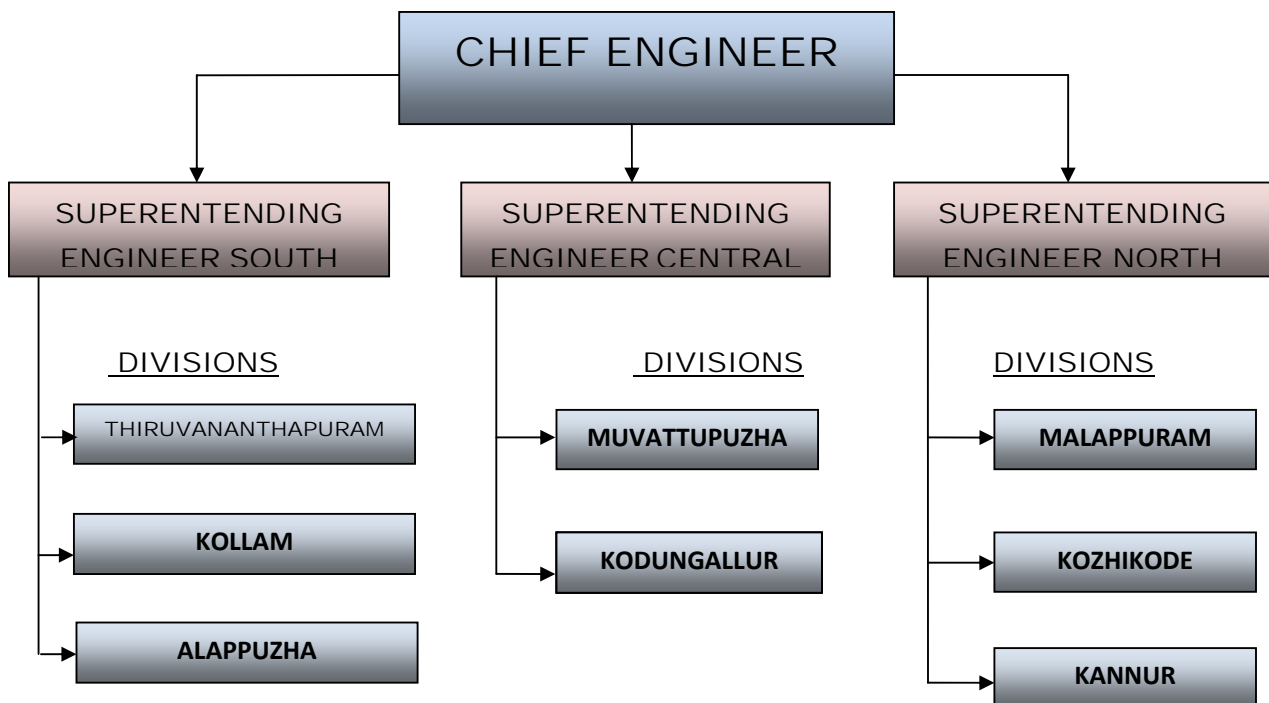 CHIEF ENGINEER
SUPERENTENDING
ENGINEER SOUTH
SUPERENTENDING
ENGINEER CENTRAL
SUPERENTENDING
ENGINEER NORTH
DIVISIONS
THIRUVANANTHAPURAM
KOLLAM
ALAPPUZHA
DIVISIONS
MUVATTUPUZHA
KODUNGALLUR
DIVISIONS
MALAPPURAM
KOZHIKODE
KANNUR